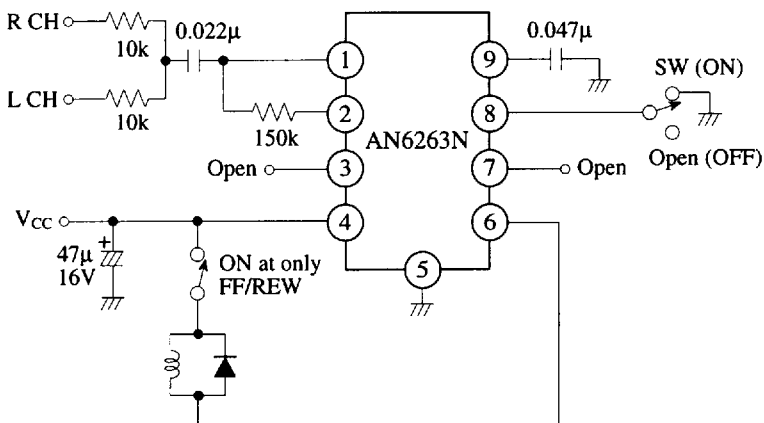 R CH
10k
0.022μ
L CH
10k
150k
Open
VCC
47μ
16V
+
ON at only
FF/REW
1
2
3
4
5
6
7
8
9
AN6263N
0.047μ
SW (ON)
Open (OFF)
Open